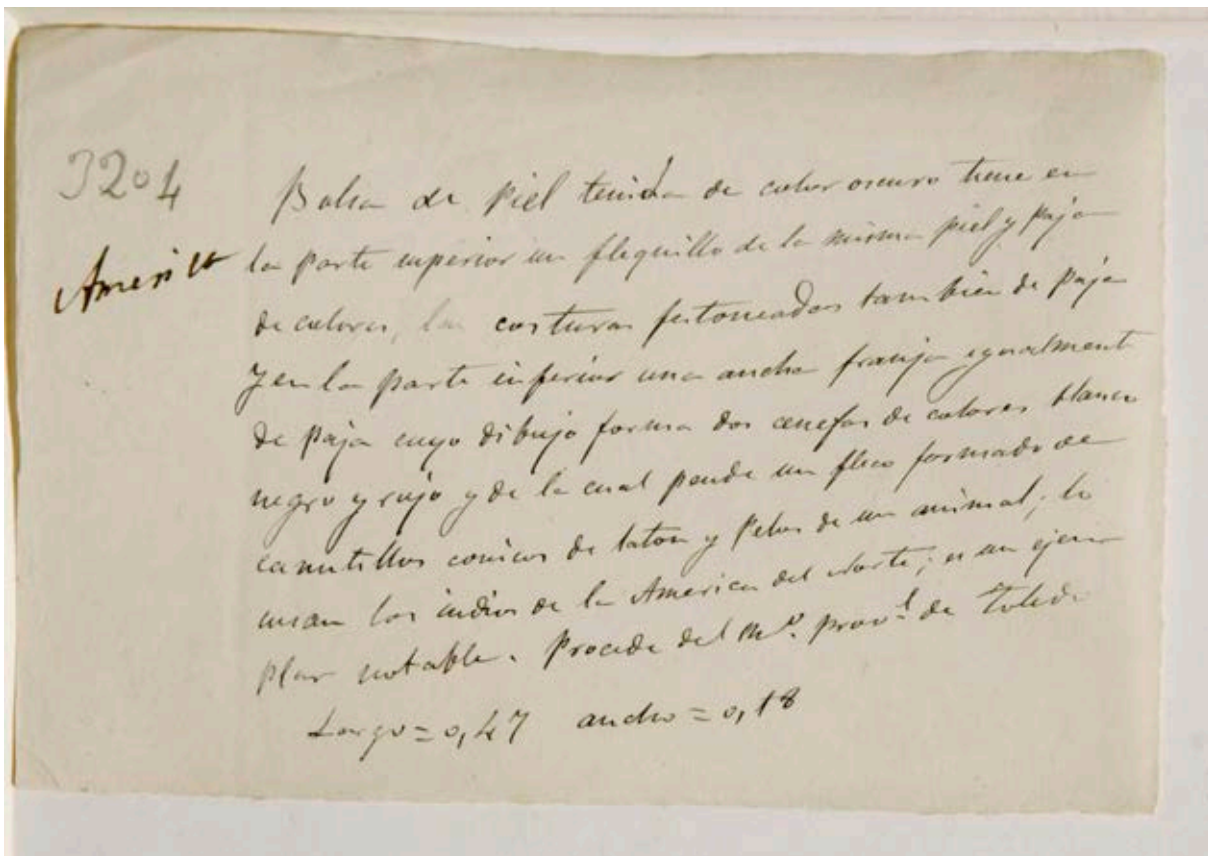 3204
America
Bolsa de piel teñida de color oscuro tiene en
la parte superior un flequillo de la misma piel y paja
de colores, las costuras festoneadas tambien de paja
y en la parte inferior una ancha franja igualmente
de paja cuyo dibujo forma dos cenefas de colores blanco
negro y rojo y de la cual pende un fleco formado de
canutillos conicos de laton y pelos de un animal; la
usan los indios de la America del Norte; es un ejem
plar notable. Procede del M.º prov.l de Toledo
Largo = 0,47 ancho = 0,18